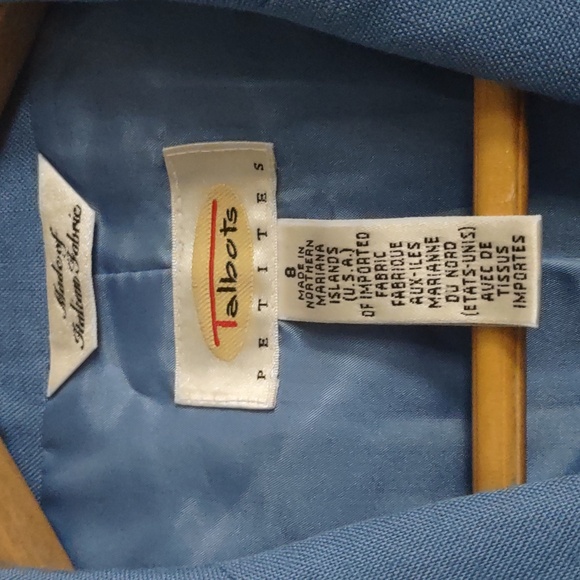 Made of
Italian Fabric
Talbots
PETITES
8
MADE IN
NORTHERN
MARIANA
ISLANDS
(U.S.A.)
OF IMPORTED
FABRIC
FABRIQUE
AUX-ILES
MARIANNE
DU NORD
(ETATS-UNIS)
AVEC DE
TISSUS
IMPORTES